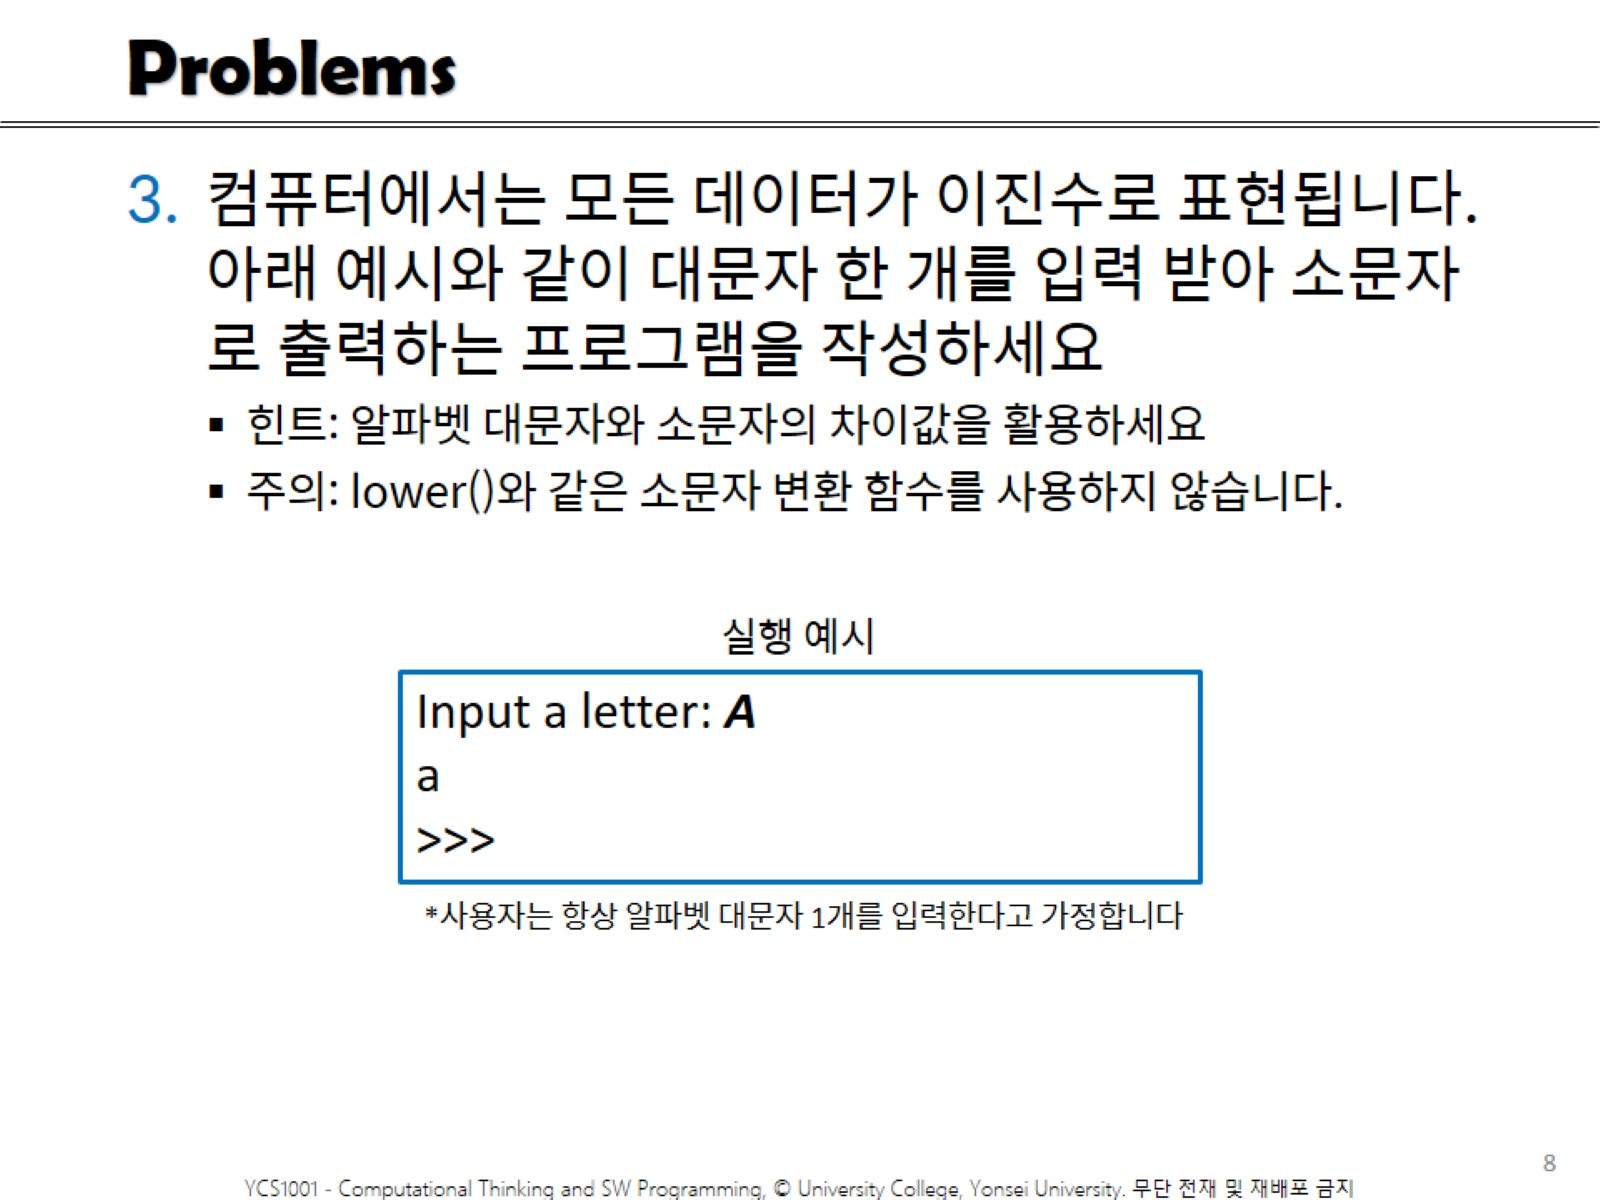 Problems
3. 컴퓨터에서는 모든 데이터가 이진수로 표현됩니다.
아래 예시와 같이 대문자 한 개를 입력 받아 소문자
로 출력하는 프로그램을 작성하세요
▪ 힌트: 알파벳 대문자와 소문자의 차이값을 활용하세요
▪ 주의: lower()와 같은 소문자 변환 함수를 사용하지 않습니다.
실행 예시
Input a letter: A
a
>>>
*사용자는 항상 알파벳 대문자 1개를 입력한다고 가정합니다
8
YCS1001 - Computational Thinking and SW Programming, © University College, Yonsei University. 무단 전재 및 재배포 금지